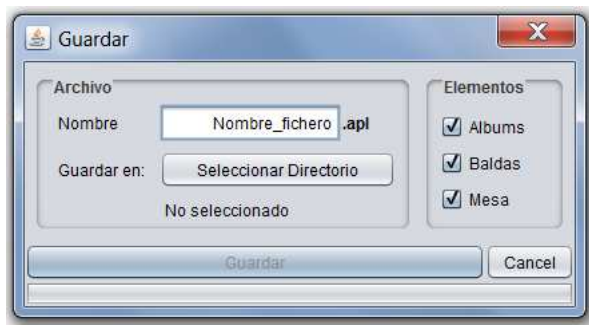 Guardar
Archivo
Nombre Nombre_fichero .apl
Guardar en: Seleccionar Directorio
No seleccionado
Elementos
Albums
Baldas
Mesa
Guardar Cancel